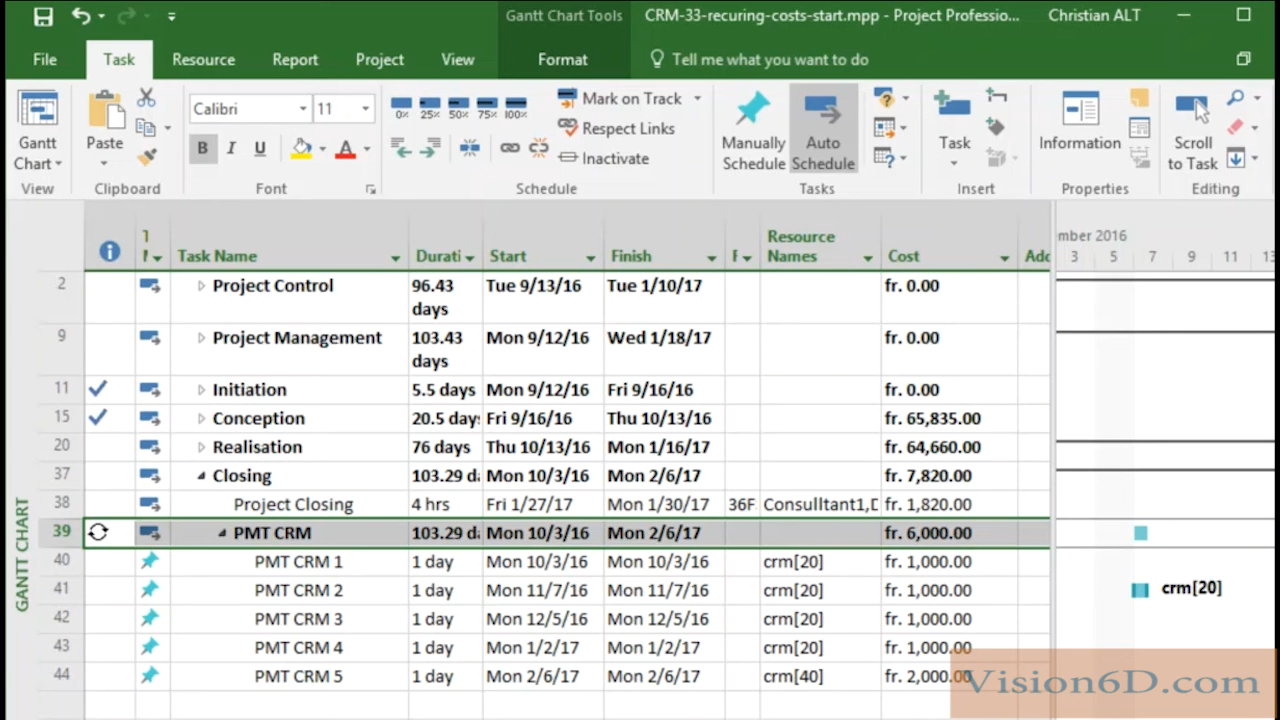 Gantt Chart Tools
CRM-33-recuring-costs-start.mpp - Project Professio...
Christian ALT
File Task Resource Report Project View Format Tell me what you want to do
Gantt Chart
View
Paste
Clipboard
Calibri 11
B I U A
Font
0% 25% 50% 75% 100%
Mark on Track
Respect Links
Inactivate
Schedule
Manually Schedule
Auto Schedule
Tasks
Task
Insert
Information
Properties
Scroll to Task
Editing
Task Name Durati Start Finish F Resource Names Cost Adc
mber 2016
3 5 7 9 11 13
2 Project Control 96.43 days Tue 9/13/16 Tue 1/10/17 fr. 0.00
9 Project Management 103.43 days Mon 9/12/16 Wed 1/18/17 fr. 0.00
11 Initiation 5.5 days Mon 9/12/16 Fri 9/16/16 fr. 0.00
15 Conception 20.5 day Fri 9/16/16 Thu 10/13/16 fr. 65,835.00
20 Realisation 76 days Thu 10/13/16 Mon 1/16/17 fr. 64,660.00
37 Closing 103.29 d Mon 10/3/16 Mon 2/6/17 fr. 7,820.00
38 Project Closing 4 hrs Fri 1/27/17 Mon 1/30/17 36F Consulltant1,D fr. 1,820.00
39 PMT CRM 103.29 d Mon 10/3/16 Mon 2/6/17 fr. 6,000.00
40 PMT CRM 1 1 day Mon 10/3/16 Mon 10/3/16 crm[20] fr. 1,000.00
41 PMT CRM 2 1 day Mon 11/7/16 Mon 11/7/16 crm[20] fr. 1,000.00 crm[20]
42 PMT CRM 3 1 day Mon 12/5/16 Mon 12/5/16 crm[20] fr. 1,000.00
43 PMT CRM 4 1 day Mon 1/2/17 Mon 1/2/17 crm[20] fr. 1,000.00
44 PMT CRM 5 1 day Mon 2/6/17 Mon 2/6/17 crm[40] fr. 2,000.00
GANTT CHART
Vision6D.com